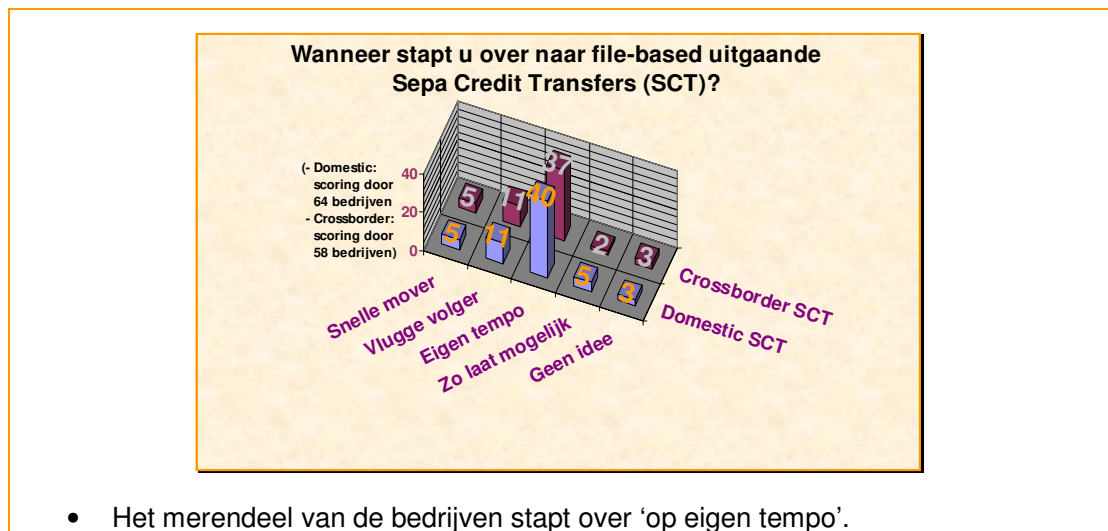 Wanneer stapt u over naar file-based uitgaande
Sepa Credit Transfers (SCT)?
(- Domestic:
scoring door
64 bedrijven
- Crossborder:
scoring door
58 bedrijven)
40
20
0
5
11
37
2
3
5
11
40
5
3
Snelle mover
Vlugge volger
Eigen tempo
Zo laat mogelijk
Geen idee
Crossborder SCT
Domestic SCT
• Het merendeel van de bedrijven stapt over ‘op eigen tempo’.